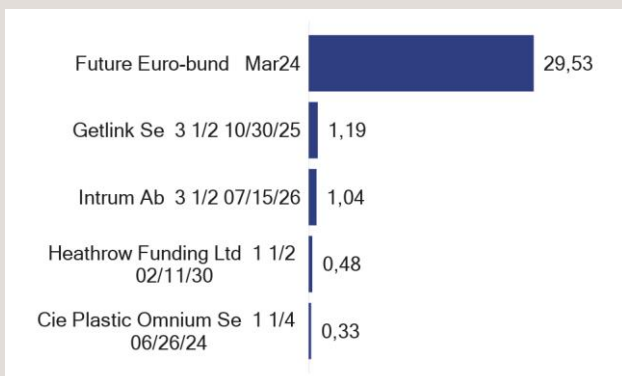 Future Euro-bund Mar24 29,53
Getlink Se 3 1/2 10/30/25 1,19
Intrum Ab 3 1/2 07/15/26 1,04
Heathrow Funding Ltd 1 1/2
02/11/30 0,48
Cie Plastic Omnium Se 1 1/4
06/26/24 0,33